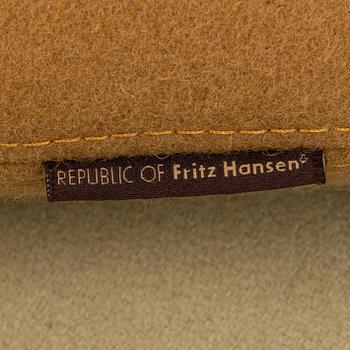 REPUBLIC OF Fritz Hansen